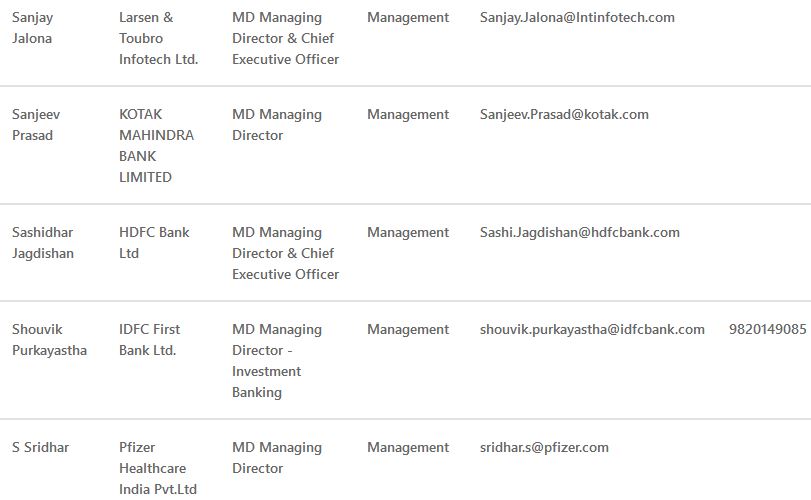 Sanjay Jalona Larsen & Toubro Infotech Ltd. MD Managing Director & Chief Executive Officer Management Sanjay.Jalona@lntinfotech.com
Sanjeev Prasad KOTAK MAHINDRA BANK LIMITED MD Managing Director Management Sanjeev.Prasad@kotak.com
Sashidhar Jagdishan HDFC Bank Ltd MD Managing Director & Chief Executive Officer Management Sashi.Jagdishan@hdfcbank.com
Shouvik Purkayastha IDFC First Bank Ltd. MD Managing Director - Investment Banking Management shouvik.purkayastha@idfcbank.com 9820149085
S Sridhar Pfizer Healthcare India Pvt.Ltd MD Managing Director Management sridhar.s@pfizer.com